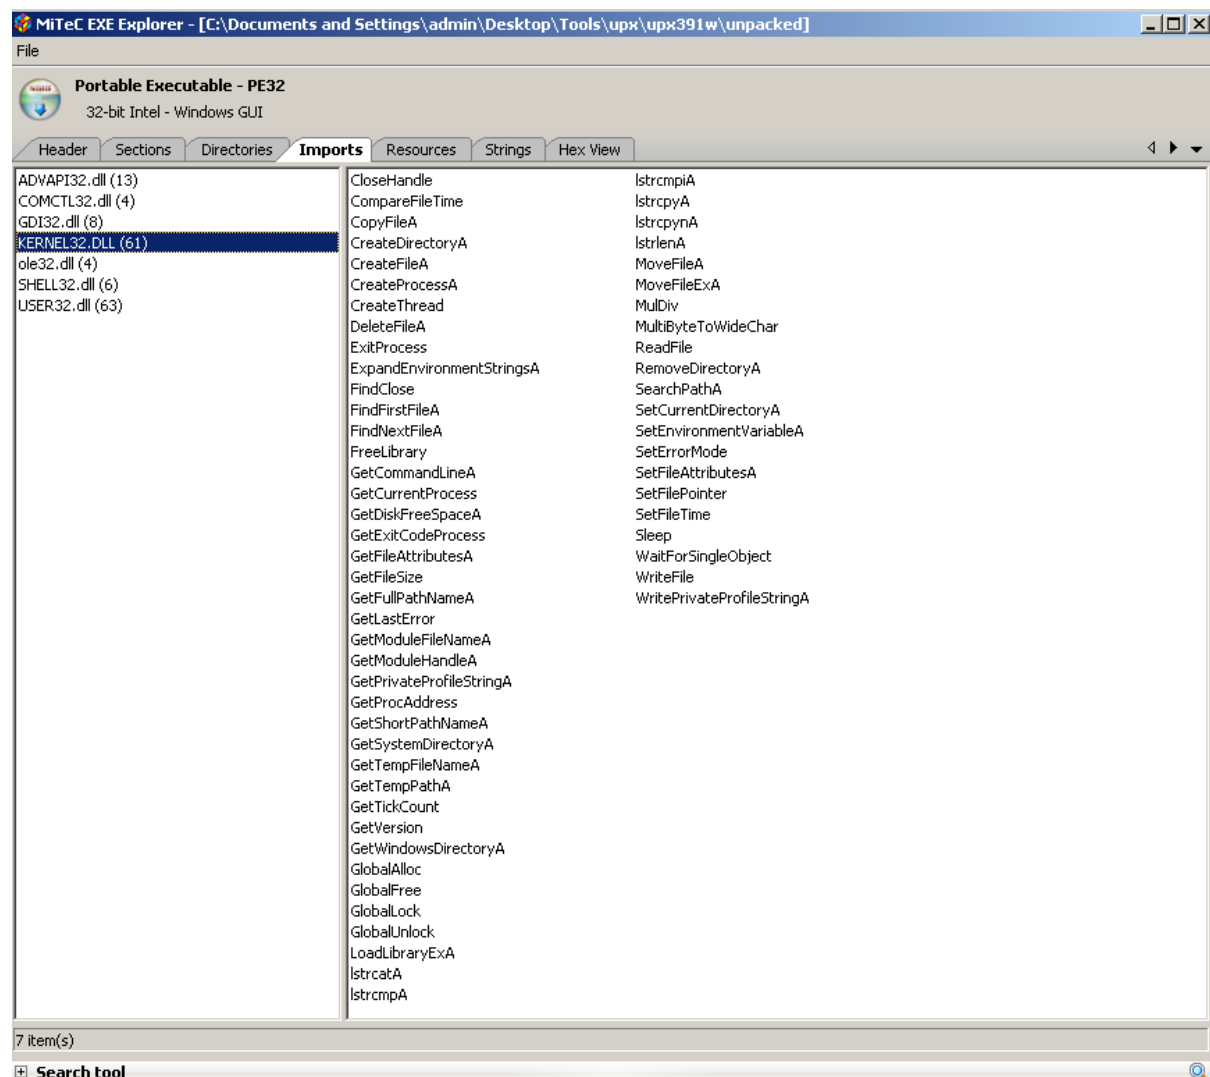 MiTeC EXE Explorer - [C:\Documents and Settings\admin\Desktop\Tools\upx\upx391w\unpacked]
File
Portable Executable - PE32
32-bit Intel - Windows GUI
Header Sections Directories Imports Resources Strings Hex View
ADVAPI32.dll (13)
COMCTL32.dll (4)
GDI32.dll (8)
KERNEL32.DLL (61)
ole32.dll (4)
SHELL32.dll (6)
USER32.dll (63)
CloseHandle
CompareFileTime
CopyFileA
CreateDirectoryA
CreateFileA
CreateProcessA
CreateThread
DeleteFileA
ExitProcess
ExpandEnvironmentStringsA
FindClose
FindFirstFileA
FindNextFileA
FreeLibrary
GetCommandLineA
GetCurrentProcess
GetDiskFreeSpaceA
GetExitCodeProcess
GetFileAttributesA
GetFileSize
GetFullPathNameA
GetLastError
GetModuleFileNameA
GetModuleHandleA
GetPrivateProfileStringA
GetProcAddress
GetShortPathNameA
GetSystemDirectoryA
GetTempFileNameA
GetTempPathA
GetTickCount
GetVersion
GetWindowsDirectoryA
GlobalAlloc
GlobalFree
GlobalLock
GlobalUnlock
LoadLibraryExA
lstrcatA
lstrcmpA
lstrcmpiA
lstrcpyA
lstrcpynA
lstrlenA
MoveFileA
MoveFileExA
MulDiv
MultiByteToWideChar
ReadFile
RemoveDirectoryA
SearchPathA
SetCurrentDirectoryA
SetEnvironmentVariableA
SetErrorMode
SetFileAttributesA
SetFilePointer
SetFileTime
Sleep
WaitForSingleObject
WriteFile
WritePrivateProfileStringA
7 item(s)
Search tool